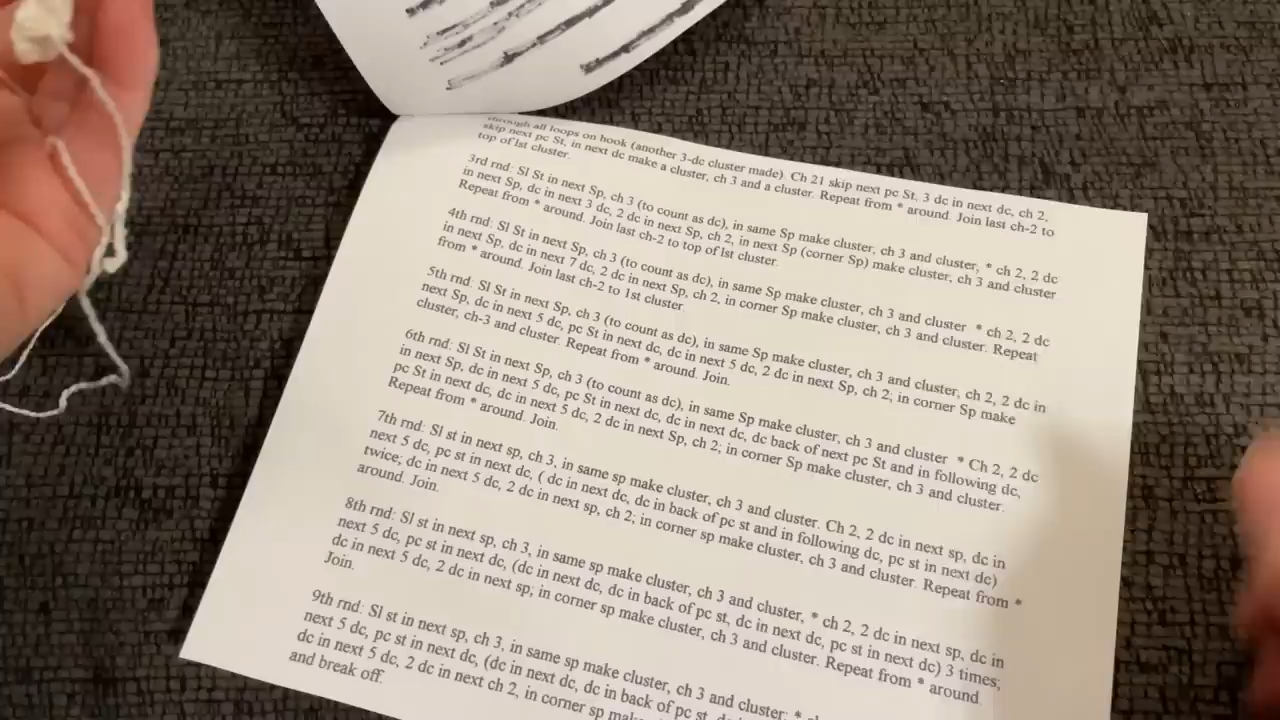 through all loops on hook (another 3-dc cluster made). Ch 21 skip next pc St, 3 dc in next dc, ch 2,
skip next pc St, in next dc make a cluster, ch 3 and a cluster. Repeat from * around. Join last ch-2 to
top of lst cluster.
3rd rnd: Sl St in next Sp, ch 3 (to count as dc), in same Sp make cluster, ch 3 and cluster, * ch 2, 2 dc
in next Sp, dc in next 3 dc, 2 dc in next Sp, ch 2, in next Sp (corner Sp) make cluster, ch 3 and cluster
Repeat from * around. Join last ch-2 to top of lst cluster.
4th rnd: Sl St in next Sp, ch 3 (to count as dc), in same Sp make cluster, ch 3 and cluster * ch 2, 2 dc
in next Sp, dc in next 7 dc, 2 dc in next Sp, ch 2, in corner Sp make cluster, ch 3 and cluster. Repeat
from * around. Join last ch-2 to 1st cluster
5th rnd: Sl St in next Sp, ch 3 (to count as dc), in same Sp make cluster, ch 3 and cluster, ch 2, 2 dc in
next Sp, dc in next 5 dc, pc St in next dc, dc in next 5 dc, 2 dc in next Sp, ch 2; in corner Sp make
cluster, ch-3 and cluster. Repeat from * around. Join.
6th rnd: Sl St in next Sp, ch 3 (to count as dc), in same Sp make cluster, ch 3 and cluster * Ch 2, 2 dc
in next Sp, dc in next 5 dc, pc St in next dc, dc in next dc, dc back of next pc St and in following dc,
pc St in next dc, dc in next 5 dc, 2 dc in next Sp, ch 2; in corner Sp make cluster, ch 3 and cluster.
Repeat from * around. Join.
7th rnd: Sl st in next sp, ch 3, in same sp make cluster, ch 3 and cluster. Ch 2, 2 dc in next sp, dc in
next 5 dc, pc st in next dc, ( dc in next dc, dc in back of pc st and in following dc, pc st in next dc)
twice; dc in next 5 dc, 2 dc in next sp, ch 2; in corner sp make cluster, ch 3 and cluster. Repeat from *
around. Join.
8th rnd: Sl st in next sp, ch 3, in same sp make cluster, ch 3 and cluster, * ch 2, 2 dc in next sp, dc in
next 5 dc, pc st in next dc, (dc in next dc, dc in back of pc st, dc in next dc, pc st in next dc) 3 times;
dc in next 5 dc, 2 dc in next sp; in corner sp make cluster, ch 3 and cluster. Repeat from * around
Join.
9th rnd: Sl st in next sp, ch 3, in same sp make cluster, ch 3 and cluster; *
next 5 dc, pc st in next dc, (dc in next dc, dc in back of pc st, dc in
dc in next 5 dc, 2 dc in next ch 2, in corner sp
and break off.